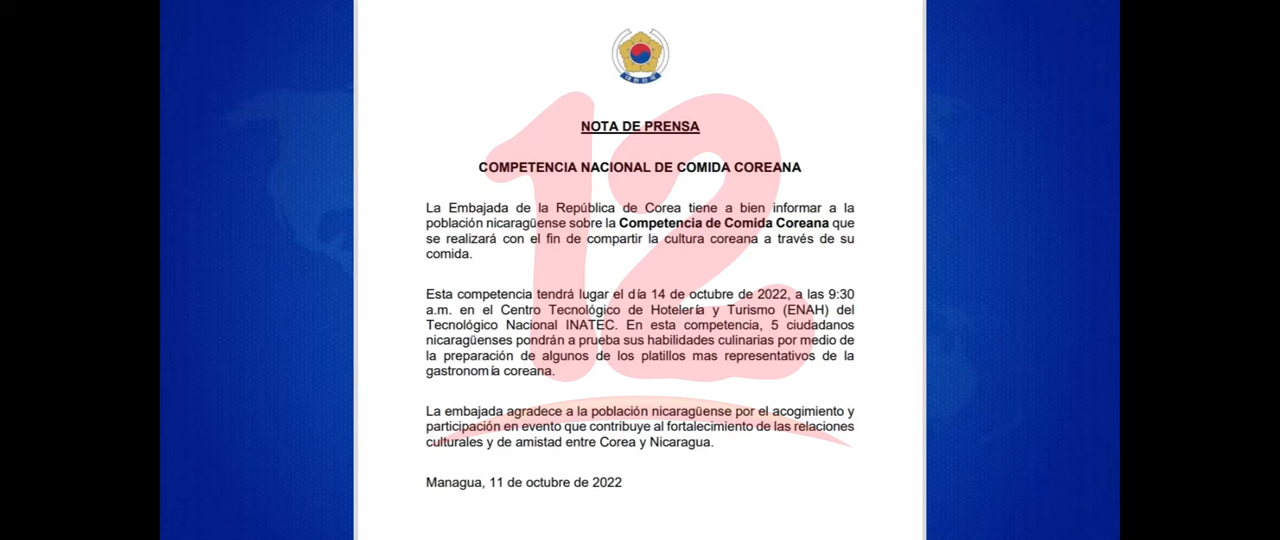 대한민국
NOTA DE PRENSA
COMPETENCIA NACIONAL DE COMIDA COREANA
La Embajada de la República de Corea tiene a bien informar a la
población nicaragüense sobre la Competencia de Comida Coreana que
se realizará con el fin de compartir la cultura coreana a través de su
comida.
Esta competencia tendrá lugar el día 14 de octubre de 2022, a las 9:30
a.m. en el Centro Tecnológico de Hotelería y Turismo (ENAH) del
Tecnológico Nacional INATEC. En esta competencia, 5 ciudadanos
nicaragüenses pondrán a prueba sus habilidades culinarias por medio de
la preparación de algunos de los platillos mas representativos de la
gastronomía coreana.
La embajada agradece a la población nicaragüense por el acogimiento y
participación en evento que contribuye al fortalecimiento de las relaciones
culturales y de amistad entre Corea y Nicaragua.
Managua, 11 de octubre de 2022
12